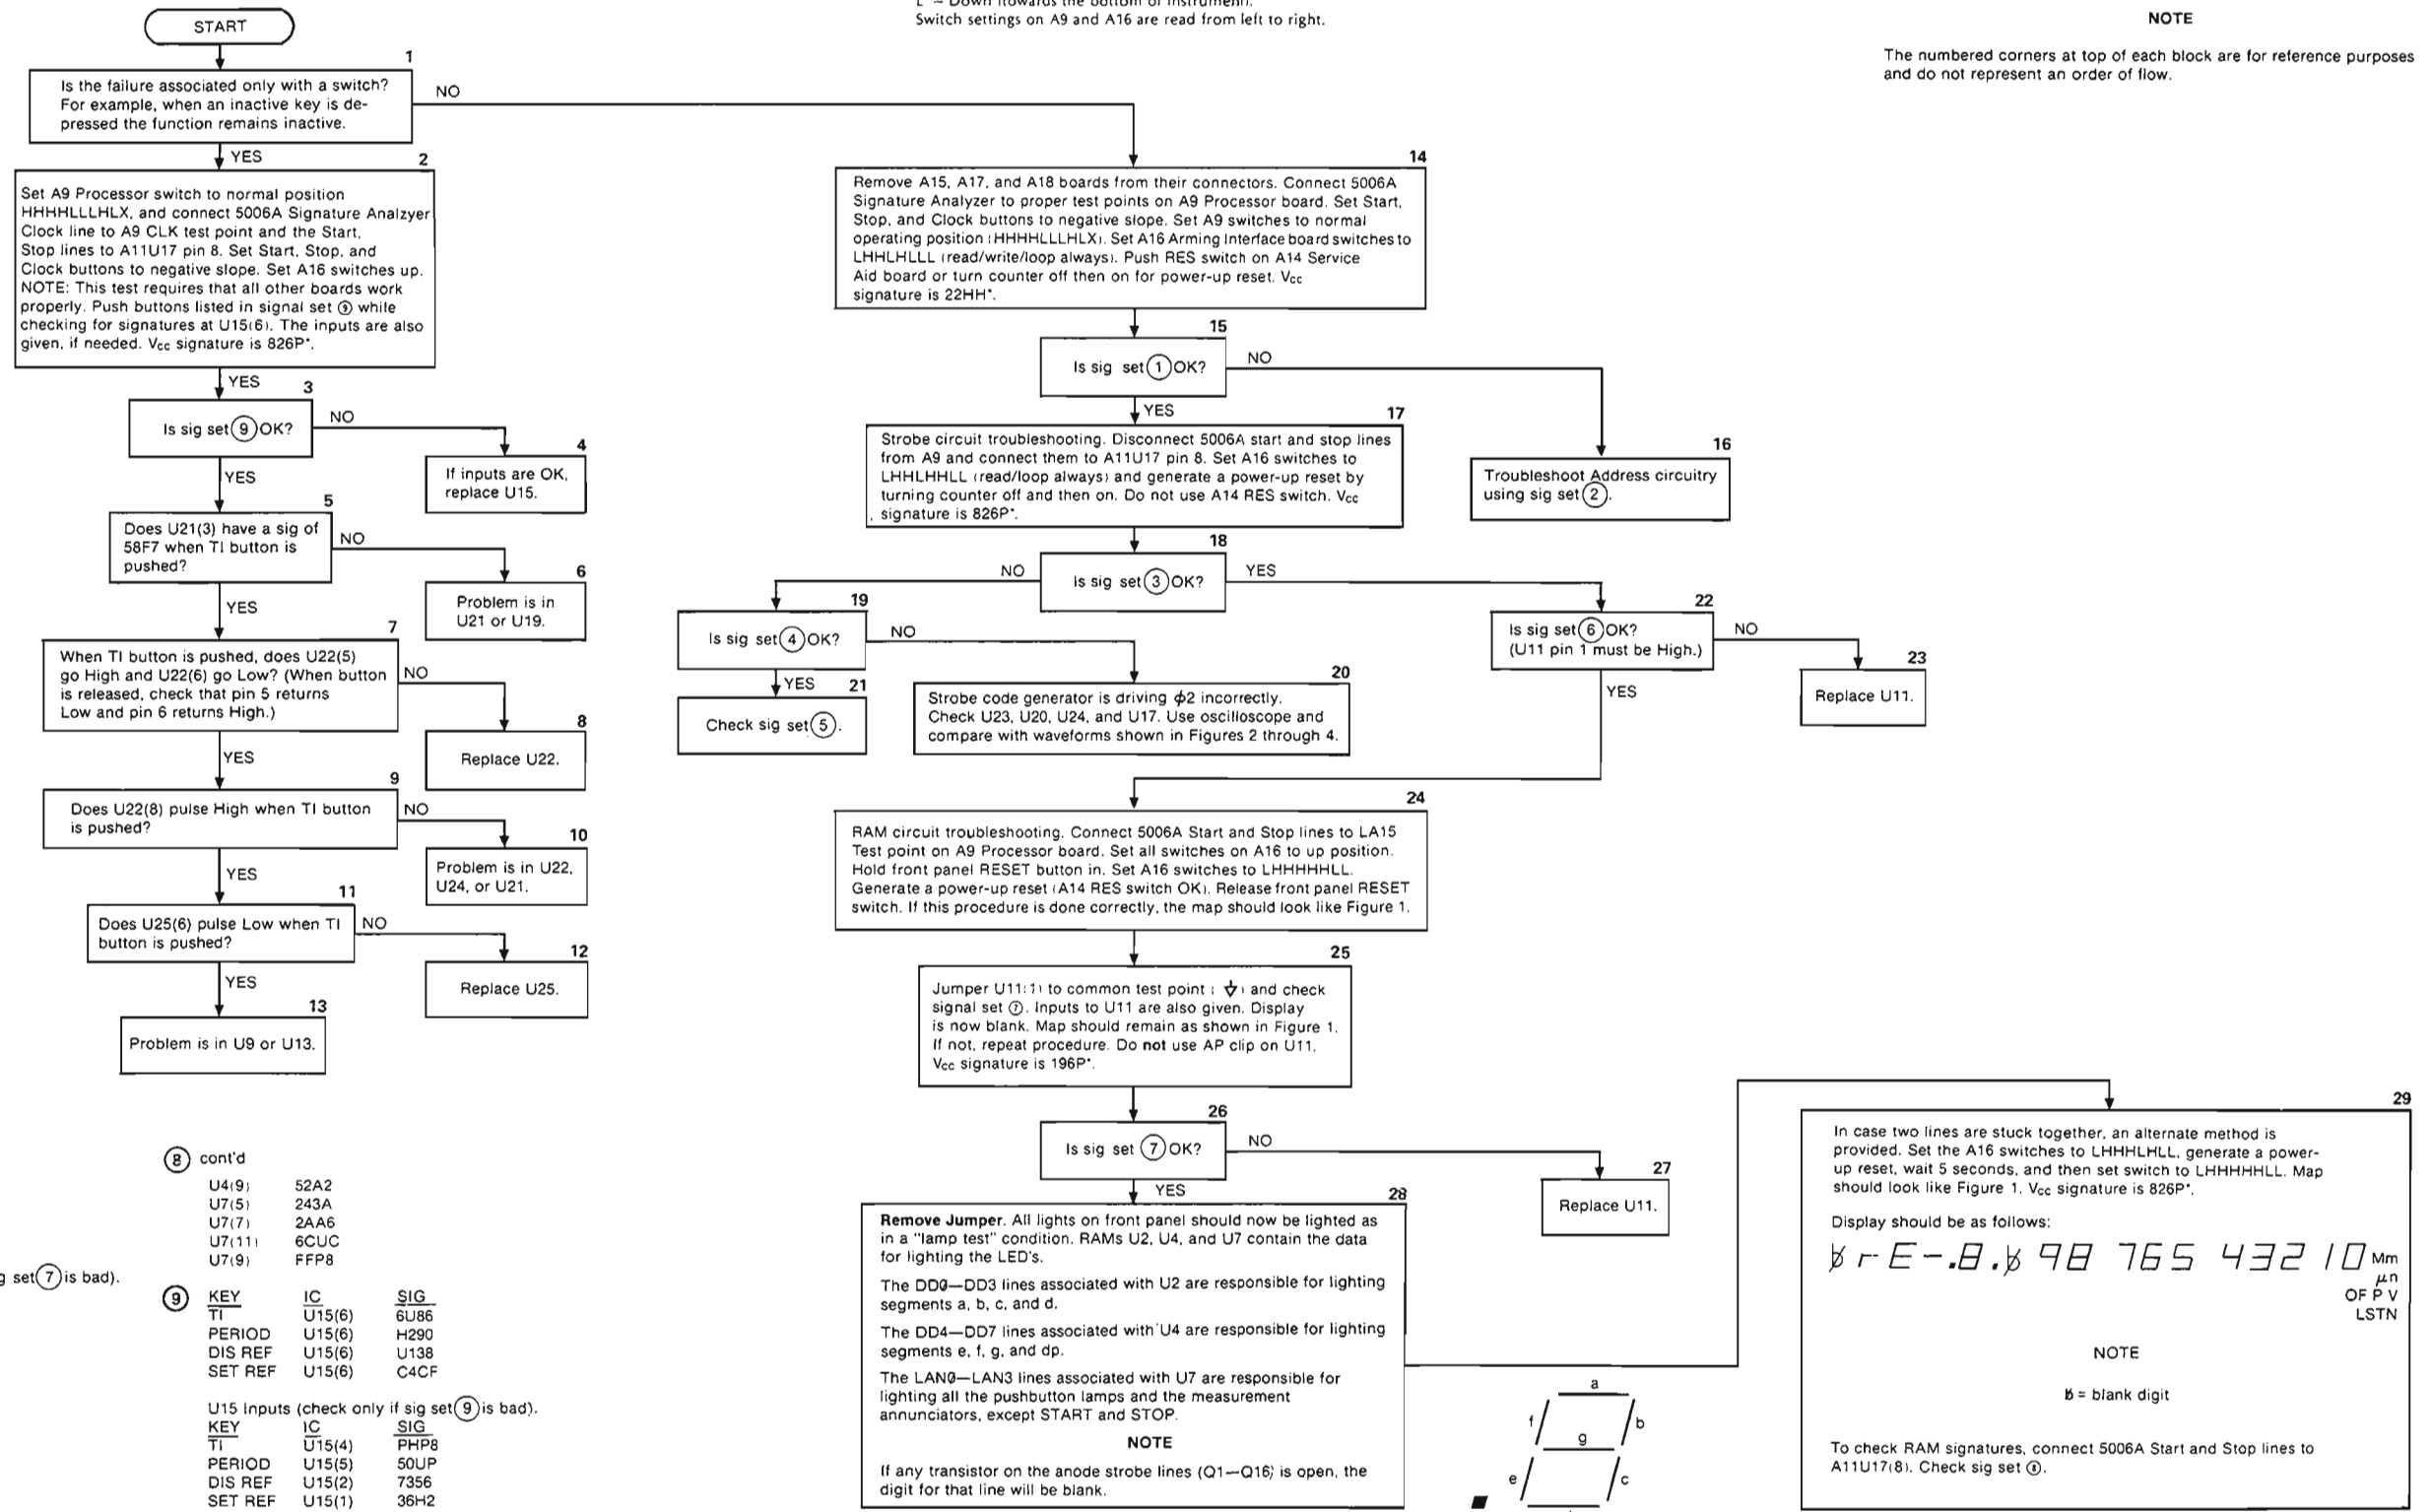 L = Down (towards the bottom of instrument).
Switch settings on A9 and A16 are read from left to right.
NOTE
The numbered corners at top of each block are for reference purposes
and do not represent an order of flow.
START
1
Is the failure associated only with a switch?
For example, when an inactive key is de-
pressed the function remains inactive.
NO
YES
2
Set A9 Processor switch to normal position
HHHHLLLHLX, and connect 5006A Signature Analzyer
Clock line to A9 CLK test point and the Start,
Stop lines to A11U17 pin 8. Set Start, Stop, and
Clock buttons to negative slope. Set A16 switches up.
NOTE: This test requires that all other boards work
properly. Push buttons listed in signal set ⑨ while
checking for signatures at U15(6). The inputs are also
given, if needed. Vcc signature is 826P*.
YES
3
Is sig set ⑨ OK?
NO
4
If inputs are OK,
replace U15.
YES
5
Does U21(3) have a sig of
58F7 when TI button is
pushed?
NO
6
Problem is in
U21 or U19.
YES
7
When TI button is pushed, does U22(5)
go High and U22(6) go Low? (When button
is released, check that pin 5 returns
Low and pin 6 returns High.)
NO
8
Replace U22.
YES
9
Does U22(8) pulse High when TI button
is pushed?
NO
10
Problem is in U22,
U24, or U21.
YES
11
Does U25(6) pulse Low when TI
button is pushed?
NO
12
Replace U25.
YES
13
Problem is in U9 or U13.
14
Remove A15, A17, and A18 boards from their connectors. Connect 5006A
Signature Analyzer to proper test points on A9 Processor board. Set Start,
Stop, and Clock buttons to negative slope. Set A9 switches to normal
operating position (HHHHLLLHLX). Set A16 Arming Interface board switches to
LHHLHLLL (read/write/loop always). Push RES switch on A14 Service
Aid board or turn counter off then on for power-up reset. Vcc
signature is 22HH*.
15
Is sig set ① OK?
NO
16
Troubleshoot Address circuitry
using sig set ②.
YES
17
Strobe circuit troubleshooting. Disconnect 5006A start and stop lines
from A9 and connect them to A11U17 pin 8. Set A16 switches to
LHHLHHLL (read/loop always) and generate a power-up reset by
turning counter off and then on. Do not use A14 RES switch. Vcc
signature is 826P*.
18
Is sig set ③ OK?
NO
YES
19
Is sig set ④ OK?
NO
20
Strobe code generator is driving ϕ2 incorrectly.
Check U23, U20, U24, and U17. Use oscilloscope and
compare with waveforms shown in Figures 2 through 4.
YES
21
Check sig set ⑤.
22
Is sig set ⑥ OK?
(U11 pin 1 must be High.)
NO
23
Replace U11.
YES
24
RAM circuit troubleshooting. Connect 5006A Start and Stop lines to LA15
Test point on A9 Processor board. Set all switches on A16 to up position.
Hold front panel RESET button in. Set A16 switches to LHHHHHLL.
Generate a power-up reset (A14 RES switch OK). Release front panel RESET
switch. If this procedure is done correctly, the map should look like Figure 1.
25
Jumper U11(1) to common test point ( ) and check
signal set ⑦. Inputs to U11 are also given. Display
is now blank. Map should remain as shown in Figure 1.
If not, repeat procedure. Do not use AP clip on U11.
Vcc signature is 196P*.
26
Is sig set ⑦ OK?
NO
27
Replace U11.
YES
28
Remove Jumper. All lights on front panel should now be lighted as
in a "lamp test" condition. RAMs U2, U4, and U7 contain the data
for lighting the LED's.
The DD0—DD3 lines associated with U2 are responsible for lighting
segments a, b, c, and d.
The DD4—DD7 lines associated with U4 are responsible for lighting
segments e, f, g, and dp.
The LAN0—LAN3 lines associated with U7 are responsible for
lighting all the pushbutton lamps and the measurement
annunciators, except START and STOP.
NOTE
If any transistor on the anode strobe lines (Q1—Q16) is open, the
digit for that line will be blank.
a
f
b
g
e
c
29
In case two lines are stuck together, an alternate method is
provided. Set the A16 switches to LHHHLHLL, generate a power-
up reset, wait 5 seconds, and then set switch to LHHHHHLL. Map
should look like Figure 1. Vcc signature is 826P*.
Display should be as follows:
 b̸ r E - .8 .b̸ 98 765 43210 Mm
μn
OF P V
LSTN
NOTE
b̸ = blank digit
To check RAM signatures, connect 5006A Start and Stop lines to
A11U17(8). Check sig set ⑧.
⑧ cont'd
U4(9) 52A2
U7(5) 243A
U7(7) 2AA6
U7(11) 6CUC
U7(9) FFP8
g set ⑦ is bad).
⑨ KEY IC SIG
TI U15(6) 6U86
PERIOD U15(6) H290
DIS REF U15(6) U138
SET REF U15(6) C4CF
U15 Inputs (check only if sig set ⑨ is bad).
KEY IC SIG
TI U15(4) PHP8
PERIOD U15(5) 50UP
DIS REF U15(2) 7356
SET REF U15(1) 36H2